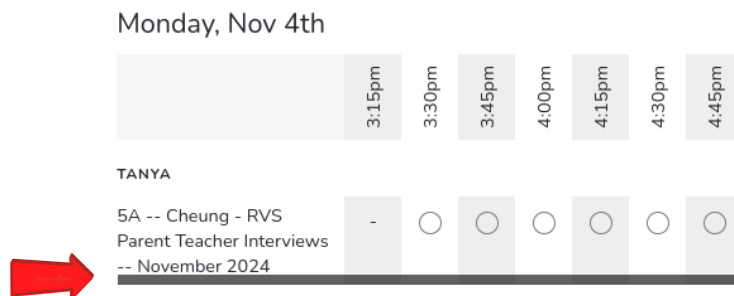 Monday, Nov 4th
3:15pm 3:30pm 3:45pm 4:00pm 4:15pm 4:30pm 4:45pm
TANYA
5A -- Cheung - RVS
-
Parent Teacher Interviews
-- November 2024